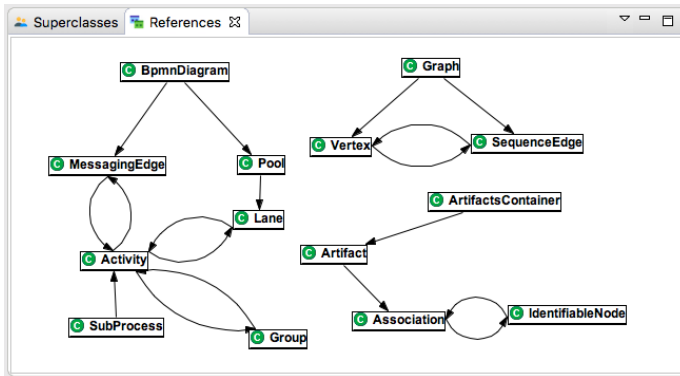 Superclasses References
C BpmnDiagram
C Graph
C Vertex
C SequenceEdge
C MessagingEdge
C Pool
C ArtifactsContainer
C Lane
C Activity
C Artifact
C SubProcess
C Group
C Association
C IdentifiableNode